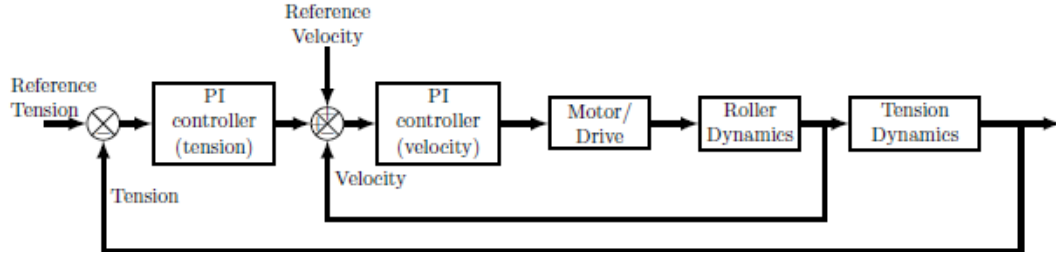 Reference
Velocity
Reference
Tension
PI
controller
(tension)
PI
controller
(velocity)
Motor/
Drive
Roller
Dynamics
Tension
Dynamics
Velocity
Tension